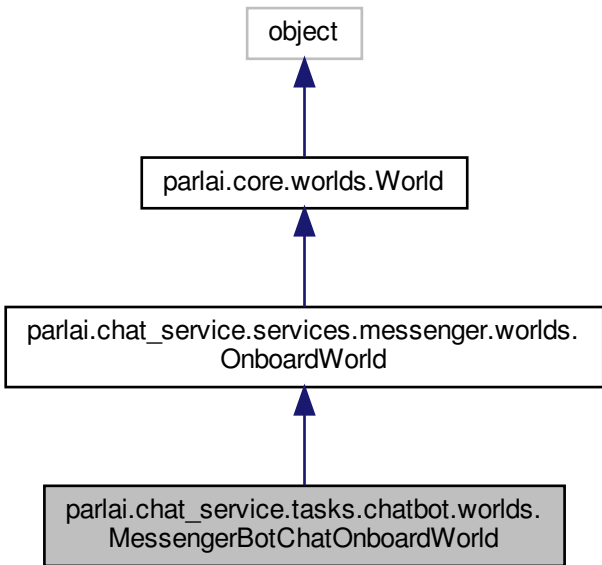 object
parlai.core.worlds.World
parlai.chat_service.services.messenger.worlds.
OnboardWorld
parlai.chat_service.tasks.chatbot.worlds.
MessengerBotChatOnboardWorld